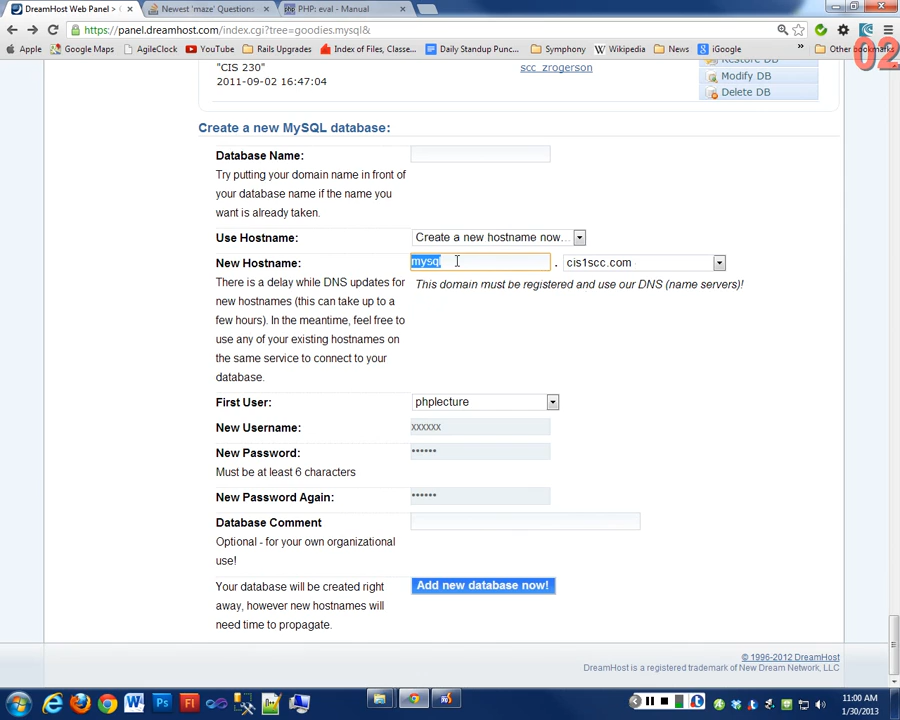 DreamHost Web Panel >
Newest 'maze' Questions
PHP: eval - Manual
https://panel.dreamhost.com/index.cgi?tree=goodies.mysql&
Apple
Google Maps
AgileClock
YouTube
Rails Upgrades
Index of Files, Classe...
Daily Standup Punc...
Symphony
Wikipedia
News
iGoogle
»
Other bookmarks
02
"CIS 230"
scc_zrogerson
Restore DB
2011-09-02 16:47:04
Modify DB
Delete DB
Create a new MySQL database:
Database Name:
Try putting your domain name in front of
your database name if the name you
want is already taken.
Use Hostname:
Create a new hostname now...
New Hostname:
mysql
.
cis1scc.com
There is a delay while DNS updates for
This domain must be registered and use our DNS (name servers)!
new hostnames (this can take up to a
few hours). In the meantime, feel free to
use any of your existing hostnames on
the same service to connect to your
database.
First User:
phplecture
New Username:
xxxxxx
New Password:
••••••
Must be at least 6 characters
New Password Again:
••••••
Database Comment
Optional - for your own organizational
use!
Your database will be created right
Add new database now!
away, however new hostnames will
need time to propagate.
© 1996-2012 DreamHost
DreamHost is a registered trademark of New Dream Network, LLC
11:00 AM
1/30/2013